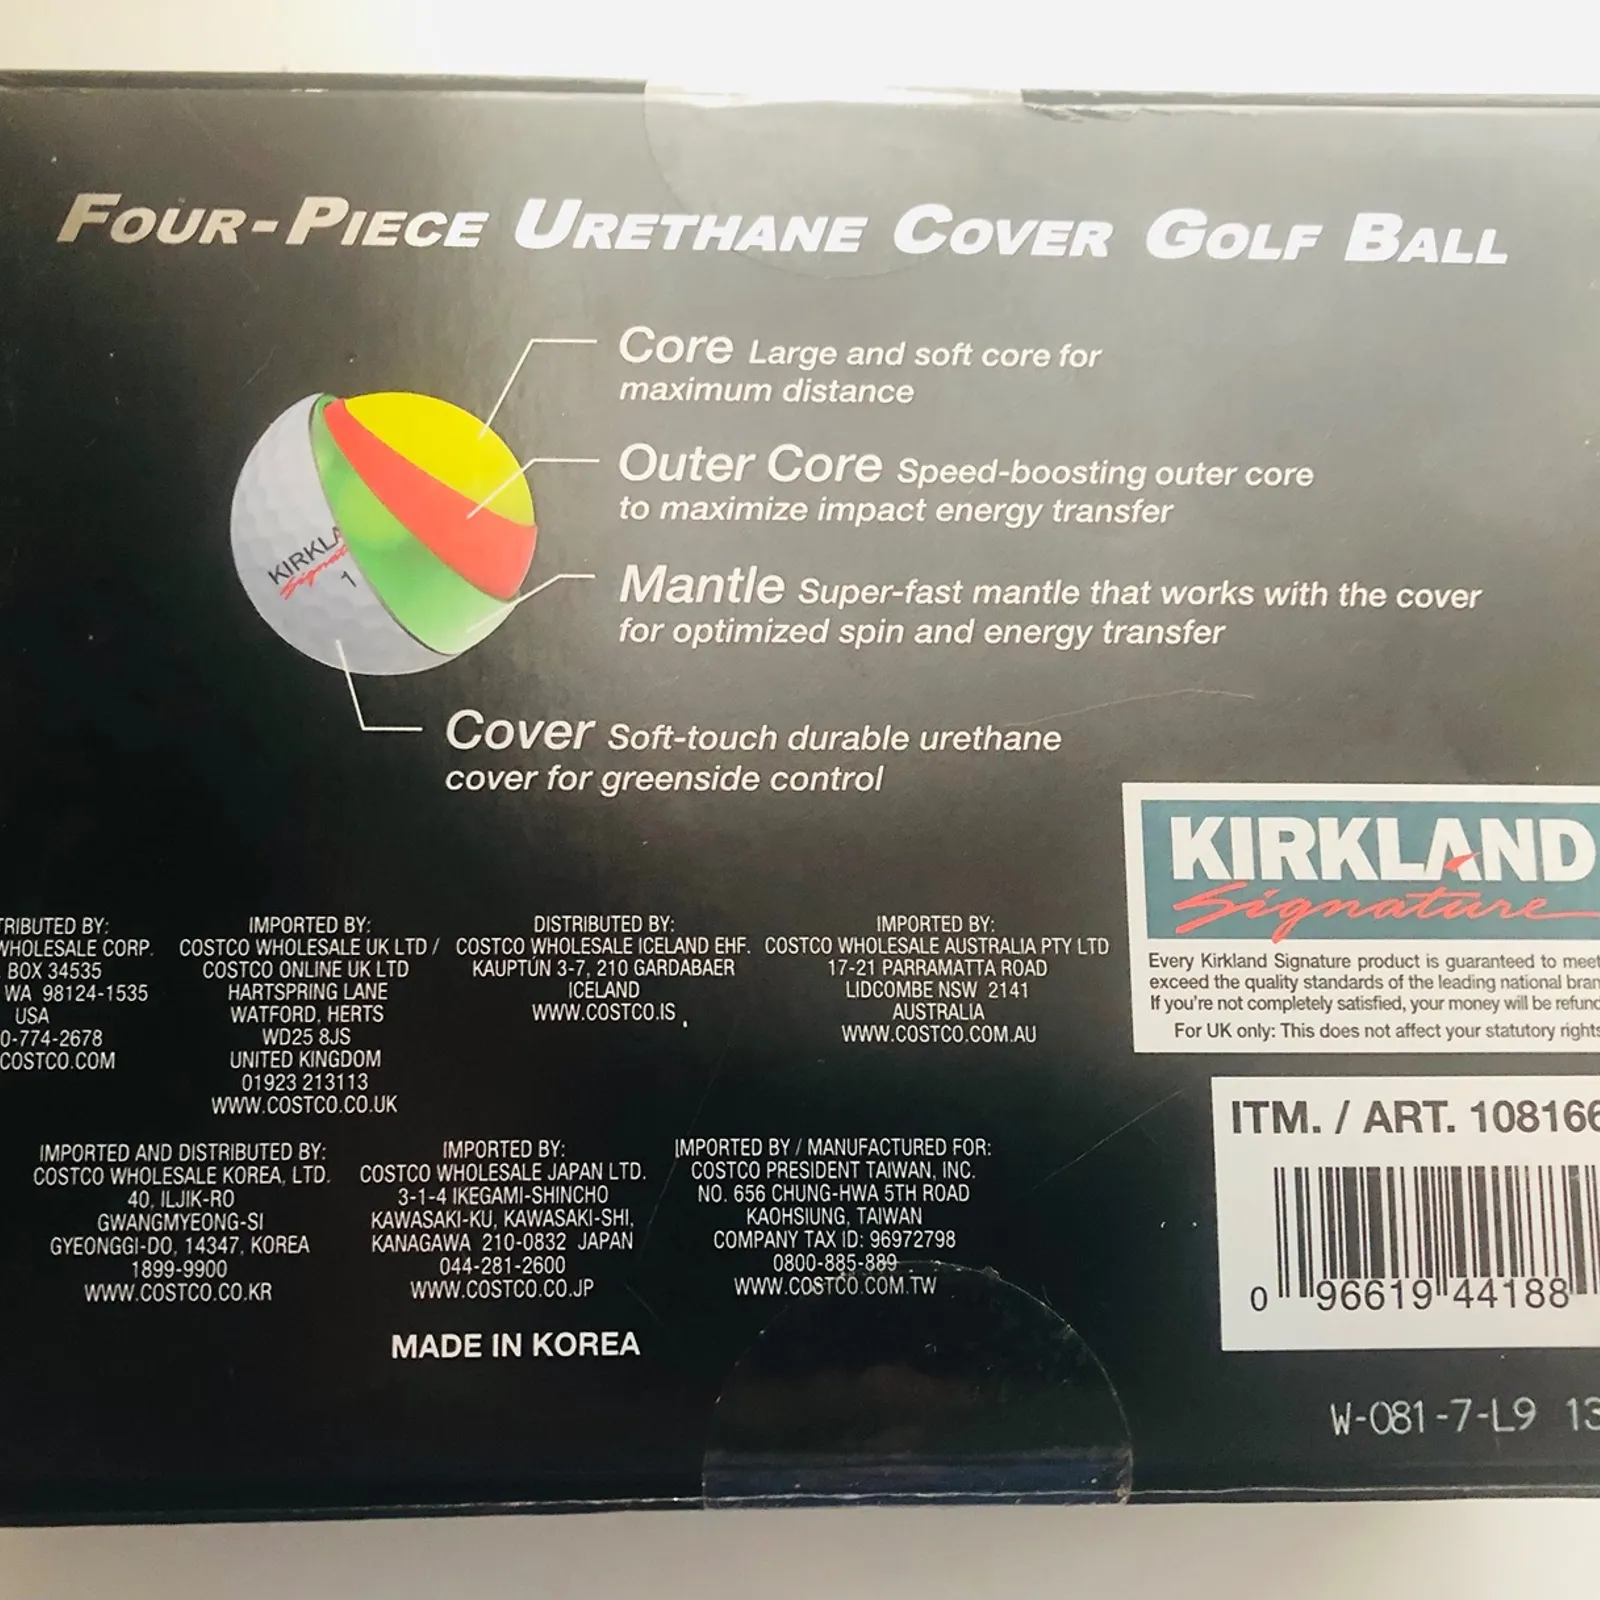 FOUR-PIECE URETHANE COVER GOLF BALL
Core Large and soft core for
maximum distance
Outer Core Speed-boosting outer core
to maximize impact energy transfer
Mantle Super-fast mantle that works with the cover
for optimized spin and energy transfer
KIRKLA
1
Cover Soft-touch durable urethane
cover for greenside control
KIRKLAND
Signature
Every Kirkland Signature product is guaranteed to meet
exceed the quality standards of the leading national bran
If you're not completely satisfied, your money will be refund
For UK only: This does not affect your statutory rights
TRIBUTED BY:
WHOLESALE CORP.
BOX 34535
WA 98124-1535
USA
0-774-2678
COSTCO.COM
IMPORTED BY:
COSTCO WHOLESALE UK LTD /
COSTCO ONLINE UK LTD
HARTSPRING LANE
WATFORD, HERTS
WD25 8JS
UNITED KINGDOM
01923 213113
WWW.COSTCO.CO.UK
DISTRIBUTED BY:
COSTCO WHOLESALE ICELAND EHF.
KAUPTÚN 3-7, 210 GARDABAER
ICELAND
WWW.COSTCO.IS
IMPORTED BY:
COSTCO WHOLESALE AUSTRALIA PTY LTD
17-21 PARRAMATTA ROAD
LIDCOMBE NSW 2141
AUSTRALIA
WWW.COSTCO.COM.AU
IMPORTED AND DISTRIBUTED BY:
COSTCO WHOLESALE KOREA, LTD.
40, ILJIK-RO
GWANGMYEONG-SI
GYEONGGI-DO, 14347, KOREA
1899-9900
WWW.COSTCO.CO.KR
IMPORTED BY:
COSTCO WHOLESALE JAPAN LTD.
3-1-4 IKEGAMI-SHINCHO
KAWASAKI-KU, KAWASAKI-SHI,
KANAGAWA 210-0832 JAPAN
044-281-2600
WWW.COSTCO.CO.JP
IMPORTED BY / MANUFACTURED FOR:
COSTCO PRESIDENT TAIWAN, INC.
NO. 656 CHUNG-HWA 5TH ROAD
KAOHSIUNG, TAIWAN
COMPANY TAX ID: 96972798
0800-885-889
WWW.COSTCO.COM.TW
MADE IN KOREA
ITM. / ART. 108166
0 96619 44188
W-081-7-L9 13